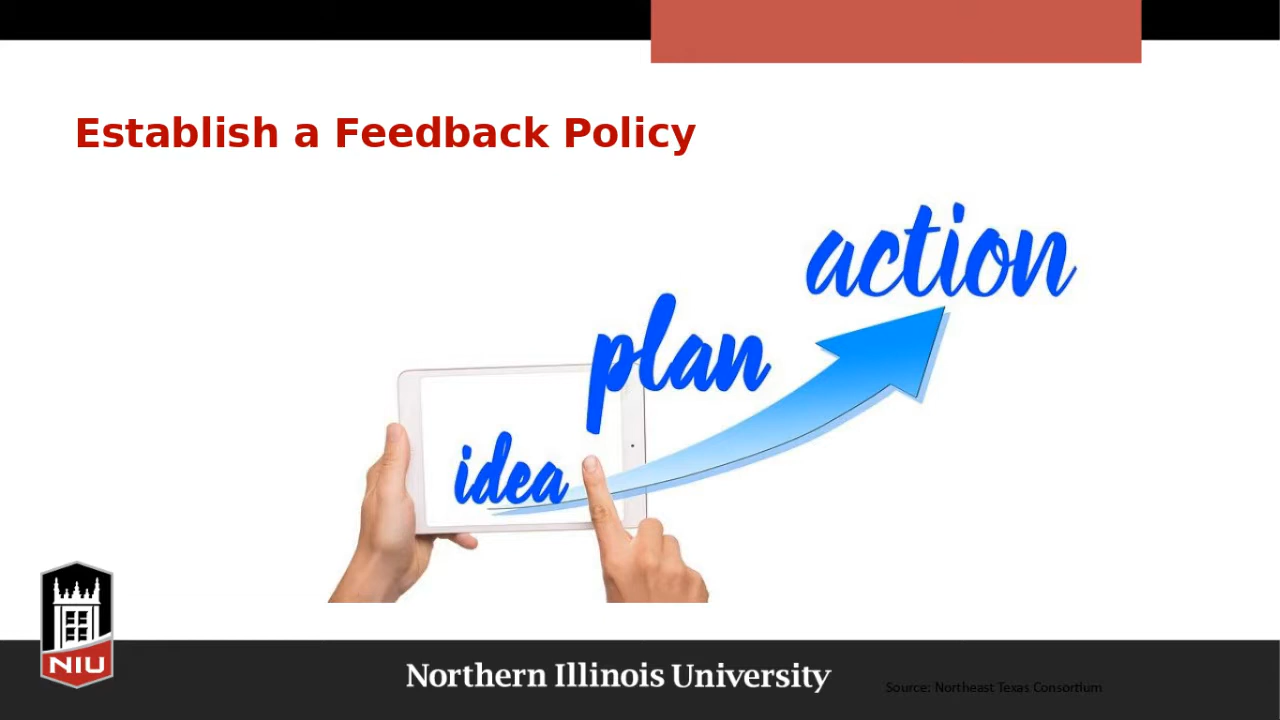 Establish a Feedback Policy
action
plan
idea
NIU
Northern Illinois University
Source: Northeast Texas Consortium